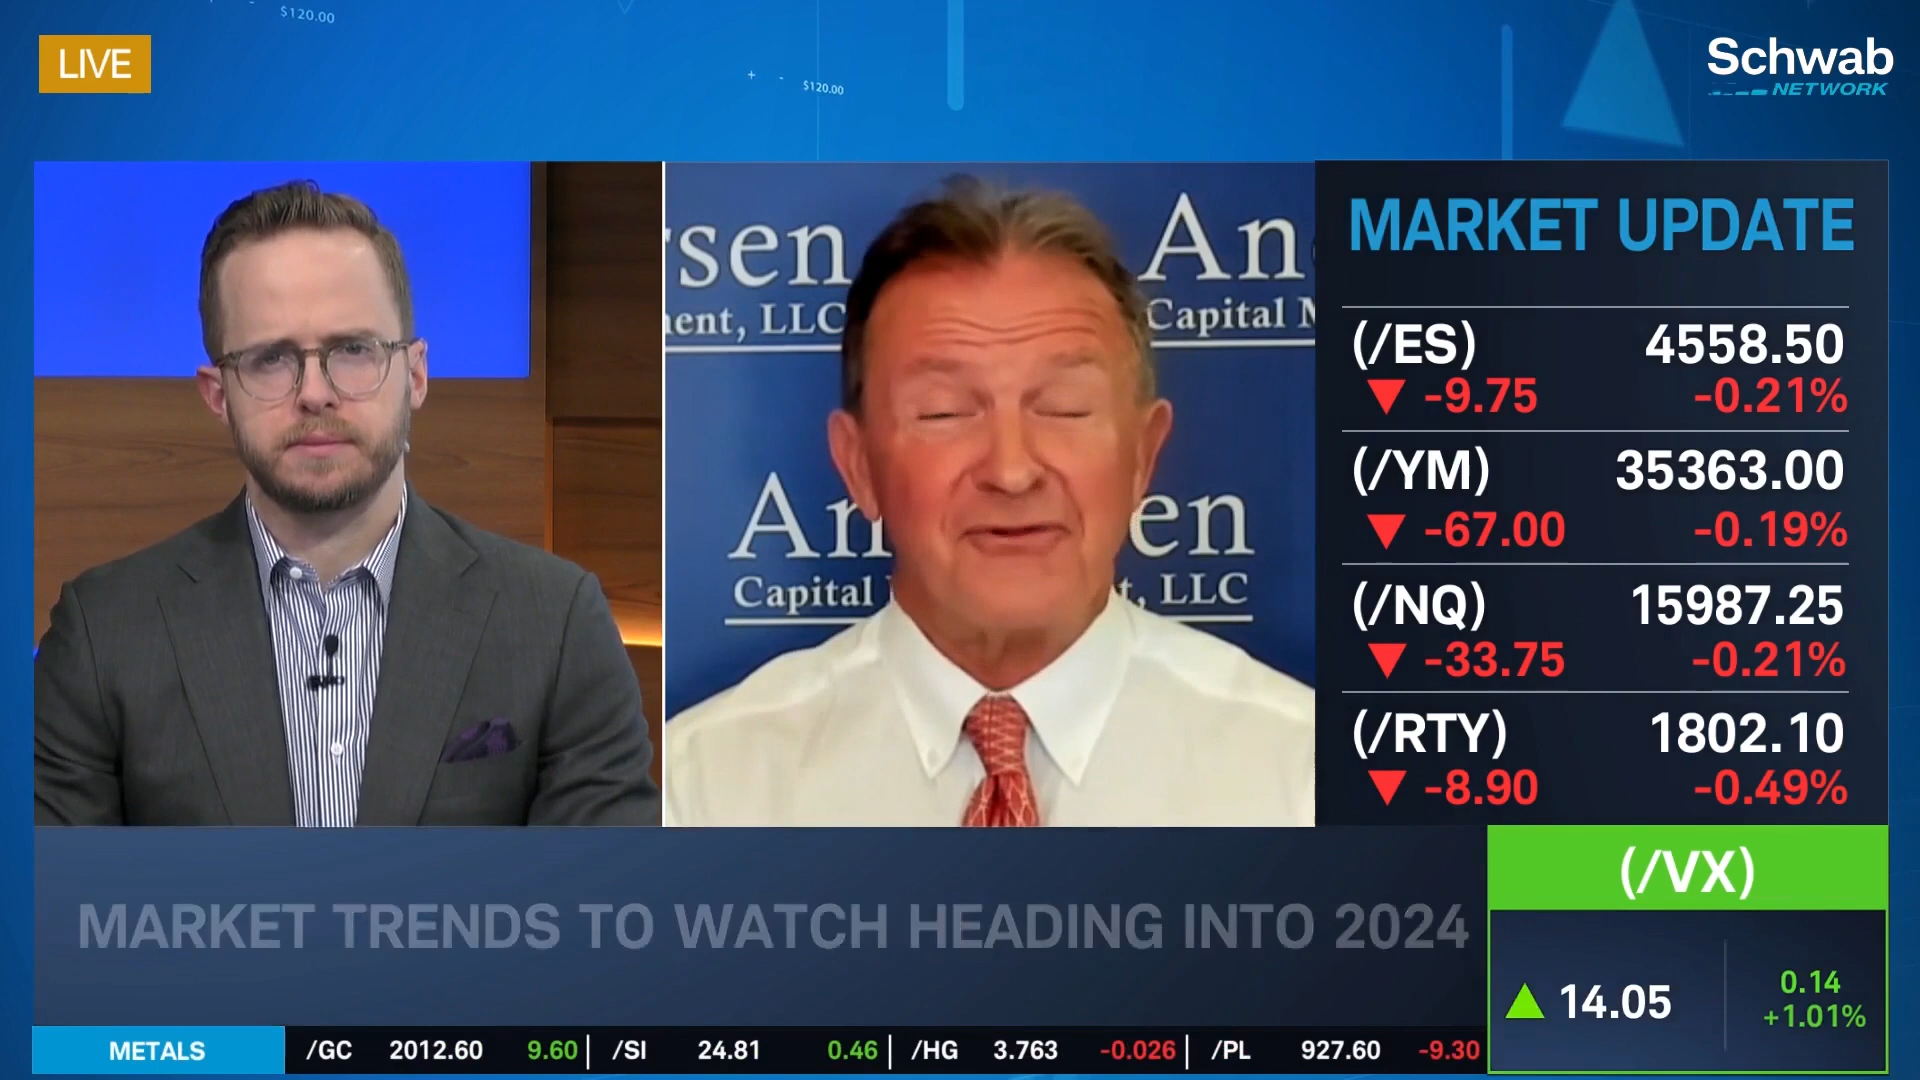 $120.00
LIVE
+ - $120.00
Schwab
NETWORK
rsen
An
ent, LLC
Capital M
An
en
Capital
t, LLC
MARKET UPDATE
(/ES) 4558.50
▼ -9.75 -0.21%
(/YM) 35363.00
▼ -67.00 -0.19%
(/NQ) 15987.25
▼ -33.75 -0.21%
(/RTY) 1802.10
▼ -8.90 -0.49%
MARKET TRENDS TO WATCH HEADING INTO 2024
(/VX)
▲ 14.05
0.14
+1.01%
METALS /GC 2012.60 9.60 | /SI 24.81 0.46 | /HG 3.763 -0.026 | /PL 927.60 -9.30